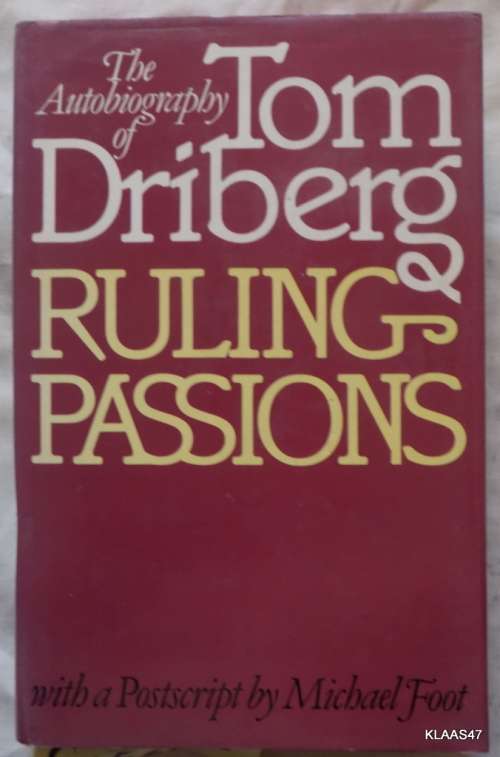 The
Autobiography
of
Tom
Driberg
RULING
PASSIONS
with a Postscript by Michael Foot
KLAAS47